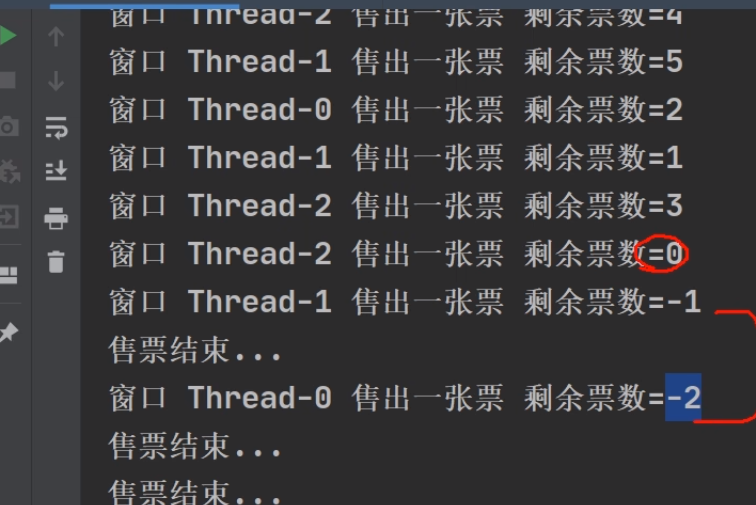 窗口 Thread-2 售出一张票 剩余票数=4
窗口 Thread-1 售出一张票 剩余票数=5
窗口 Thread-0 售出一张票 剩余票数=2
窗口 Thread-1 售出一张票 剩余票数=1
窗口 Thread-2 售出一张票 剩余票数=3
窗口 Thread-2 售出一张票 剩余票数=0
窗口 Thread-1 售出一张票 剩余票数=-1
售票结束...
窗口 Thread-0 售出一张票 剩余票数=-2
售票结束...
售票结束...